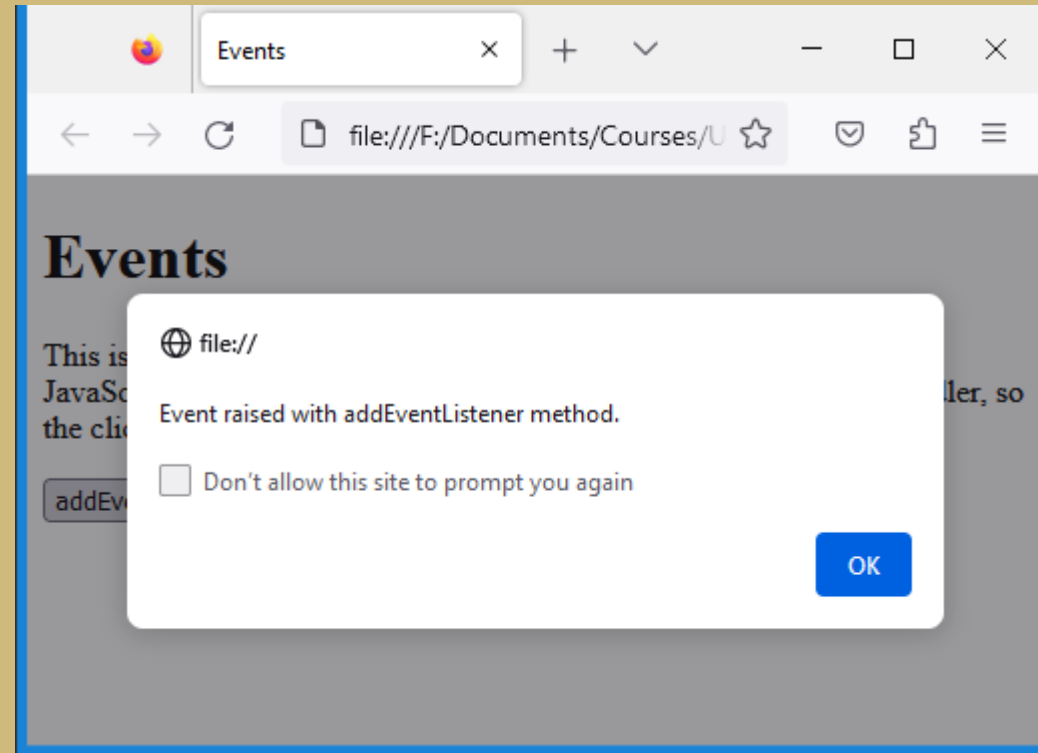 Events
file:///F:/Documents/Courses/U
Events
file://
This is
JavaSc ller, so
the clic
Event raised with addEventListener method.
Don't allow this site to prompt you again
addEve
OK